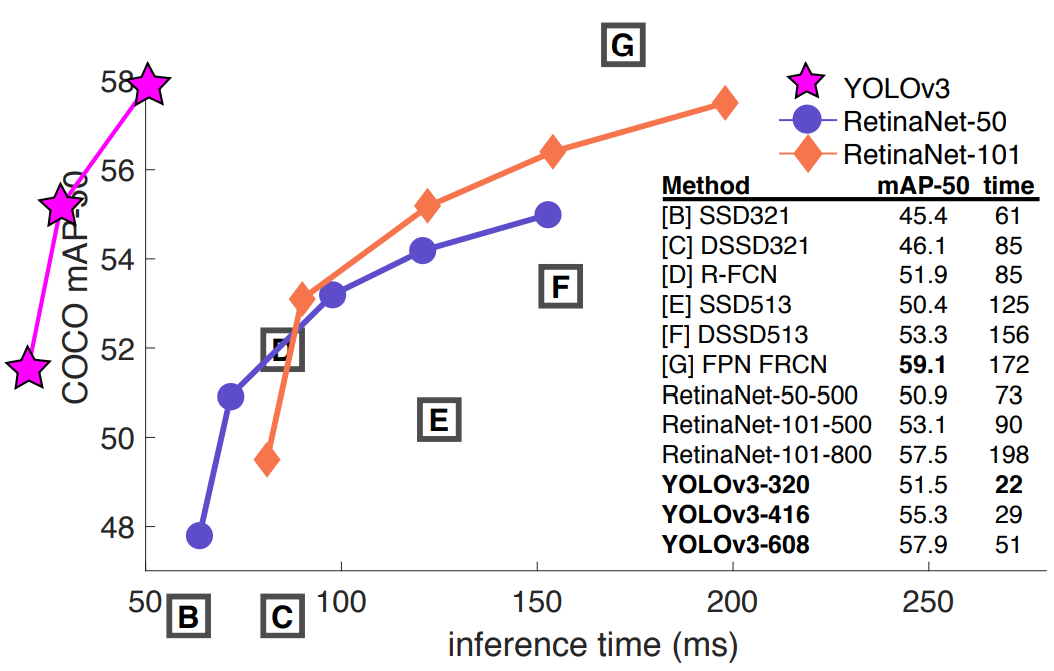 G
58
YOLOv3
RetinaNet-50
RetinaNet-101
56
54
52
50
48
COCO mAP-50
D
E
F
Method mAP-50 time
[B] SSD321 45.4 61
[C] DSSD321 46.1 85
[D] R-FCN 51.9 85
[E] SSD513 50.4 125
[F] DSSD513 53.3 156
[G] FPN FRCN 59.1 172
RetinaNet-50-500 50.9 73
RetinaNet-101-500 53.1 90
RetinaNet-101-800 57.5 198
YOLOv3-320 51.5 22
YOLOv3-416 55.3 29
YOLOv3-608 57.9 51
50 100 150 200 250
B C
inference time (ms)